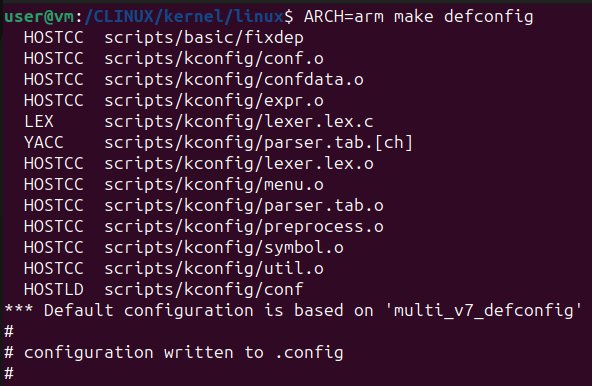 user@vm:/CLINUX/kernel/linux$ ARCH=arm make defconfig
HOSTCC  scripts/basic/fixdep
HOSTCC  scripts/kconfig/conf.o
HOSTCC  scripts/kconfig/confdata.o
HOSTCC  scripts/kconfig/expr.o
LEX     scripts/kconfig/lexer.lex.c
YACC    scripts/kconfig/parser.tab.[ch]
HOSTCC  scripts/kconfig/lexer.lex.o
HOSTCC  scripts/kconfig/menu.o
HOSTCC  scripts/kconfig/parser.tab.o
HOSTCC  scripts/kconfig/preprocess.o
HOSTCC  scripts/kconfig/symbol.o
HOSTCC  scripts/kconfig/util.o
HOSTLD  scripts/kconfig/conf
*** Default configuration is based on 'multi_v7_defconfig'
#
# configuration written to .config
#